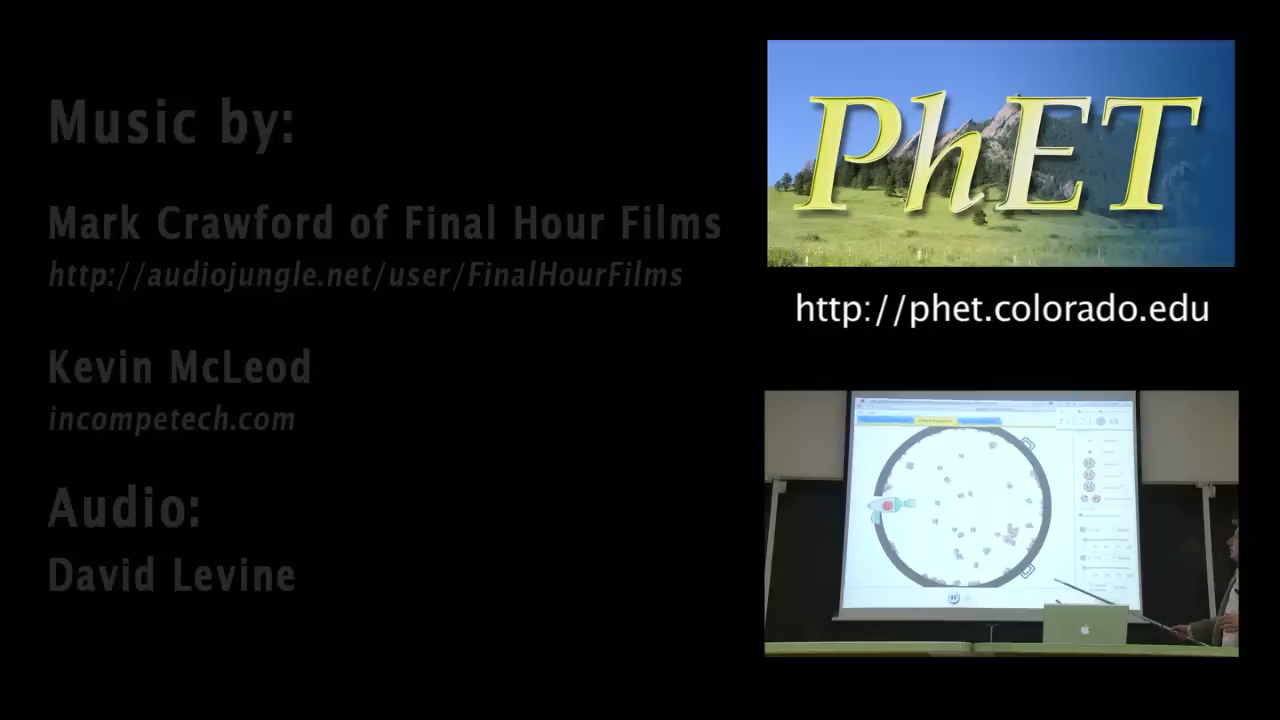 Music by:
Mark Crawford of Final Hour Films
http://audiojungle.net/user/FinalHourFilms
Kevin McLeod
incompetech.com
Audio:
David Levine
PhET
http://phet.colorado.edu